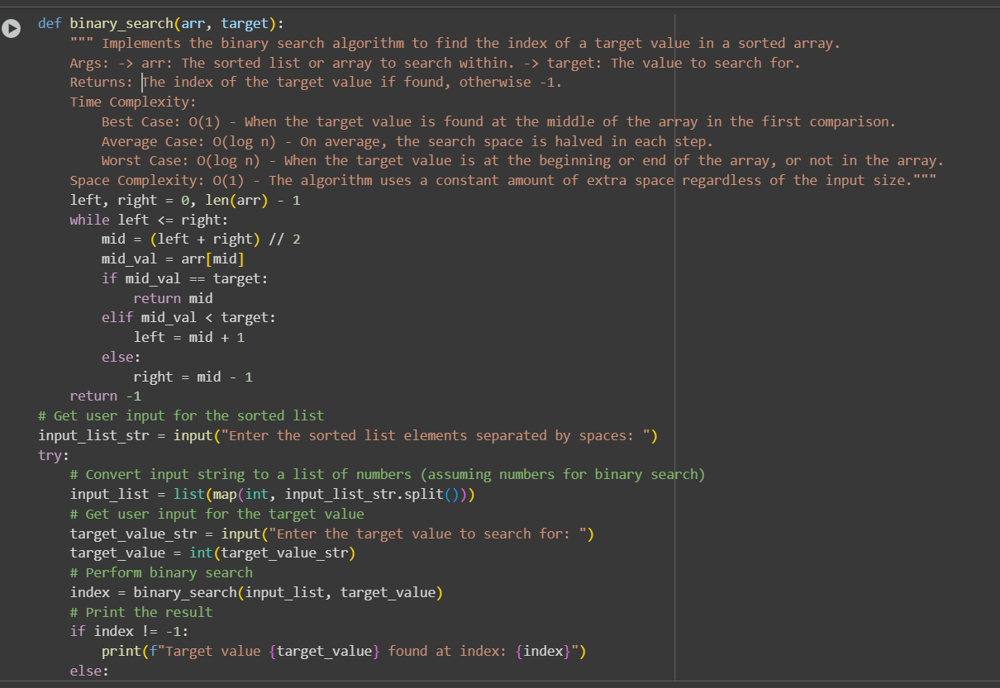 def binary_search(arr, target):
    """ Implements the binary search algorithm to find the index of a target value in a sorted array.
    Args: -> arr: The sorted list or array to search within. -> target: The value to search for.
    Returns: The index of the target value if found, otherwise -1.
    Time Complexity:
        Best Case: O(1) - When the target value is found at the middle of the array in the first comparison.
        Average Case: O(log n) - On average, the search space is halved in each step.
        Worst Case: O(log n) - When the target value is at the beginning or end of the array, or not in the array.
    Space Complexity: O(1) - The algorithm uses a constant amount of extra space regardless of the input size."""
    left, right = 0, len(arr) - 1
    while left <= right:
        mid = (left + right) // 2
        mid_val = arr[mid]
        if mid_val == target:
            return mid
        elif mid_val < target:
            left = mid + 1
        else:
            right = mid - 1
    return -1
# Get user input for the sorted list
input_list_str = input("Enter the sorted list elements separated by spaces: ")
try:
    # Convert input string to a list of numbers (assuming numbers for binary search)
    input_list = list(map(int, input_list_str.split()))
    # Get user input for the target value
    target_value_str = input("Enter the target value to search for: ")
    target_value = int(target_value_str)
    # Perform binary search
    index = binary_search(input_list, target_value)
    # Print the result
    if index != -1:
        print(f"Target value {target_value} found at index: {index}")
    else: